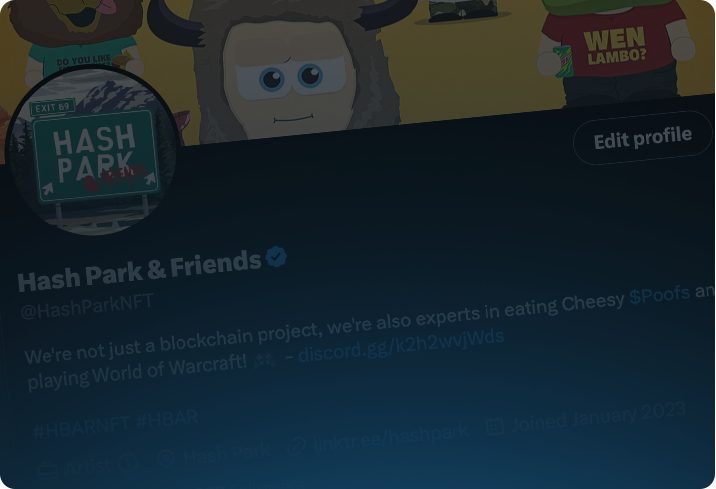 DO YOU LIKE
WEN
LAMBO?
EXIT 69
HASH
PARK
Edit profile
Hash Park & Friends
@HashParkNFT
We're not just a blockchain project, we're also experts in eating Cheesy $Poofs an
playing World of Warcraft! - discord.gg/k2h2wvjWds
#HBARNFT #HBAR
Artist Hash Park linktr.ee/hashpark Joined January 2023